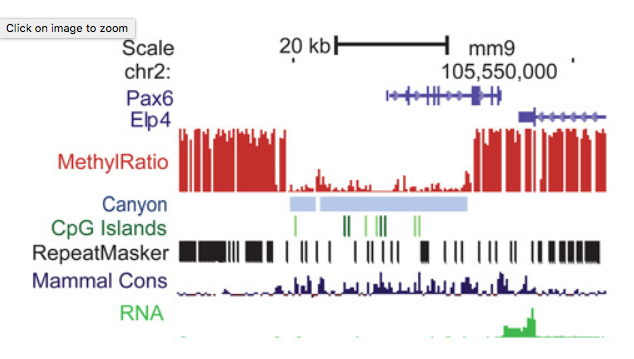 Click on image to zoom
Scale 20 kb mm9
chr2: 105,550,000
Pax6
Elp4
MethylRatio
Canyon
CpG Islands
RepeatMasker
Mammal Cons
RNA